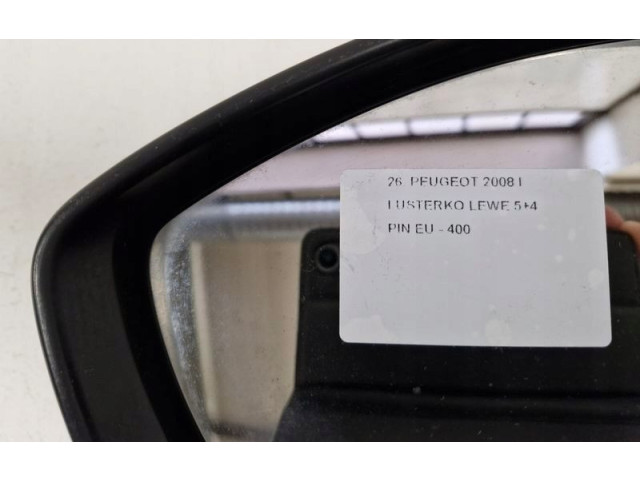 26 PEUGEOT 2008 I
LUSTERKO LEWE 5+4
PIN EU - 400